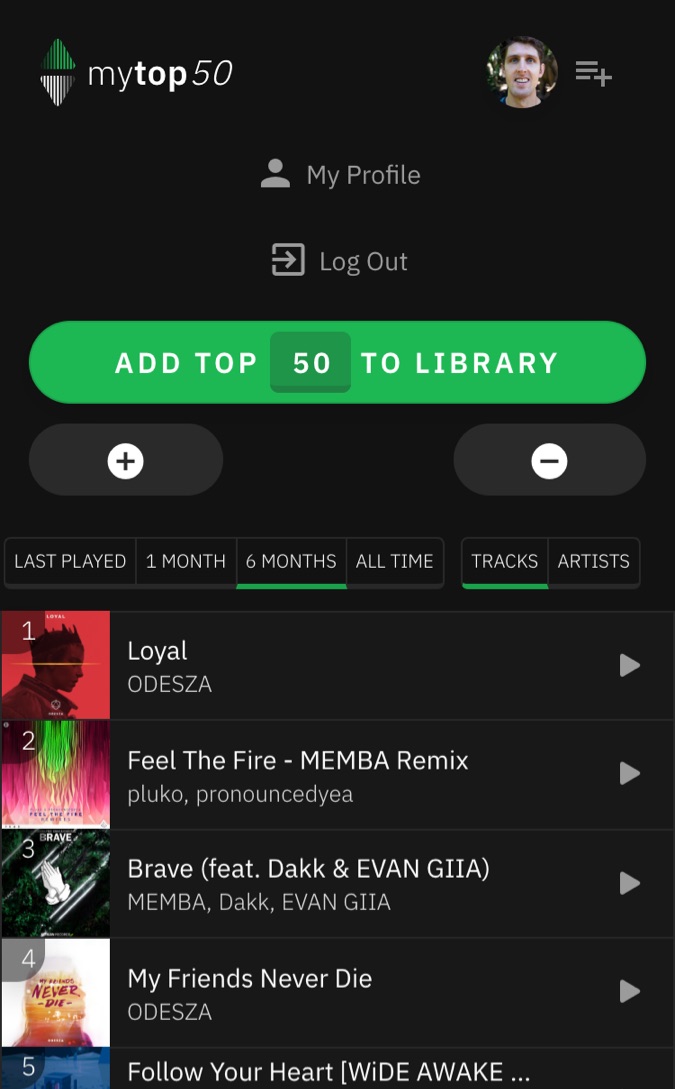 mytop50
My Profile
Log Out
ADD TOP 50 TO LIBRARY
LAST PLAYED 1 MONTH 6 MONTHS ALL TIME TRACKS ARTISTS
1
LOYAL
ODESZA
Loyal
ODESZA
2
FEEL THE FIRE
Feel The Fire - MEMBA Remix
pluko, pronouncedyea
3
BRAVE
Brave (feat. Dakk & EVAN GIIA)
MEMBA, Dakk, EVAN GIIA
4
MY FRIENDS
NEVER
-DIE-
ODESZA
My Friends Never Die
ODESZA
5
Follow Your Heart [WiDE AWAKE ...